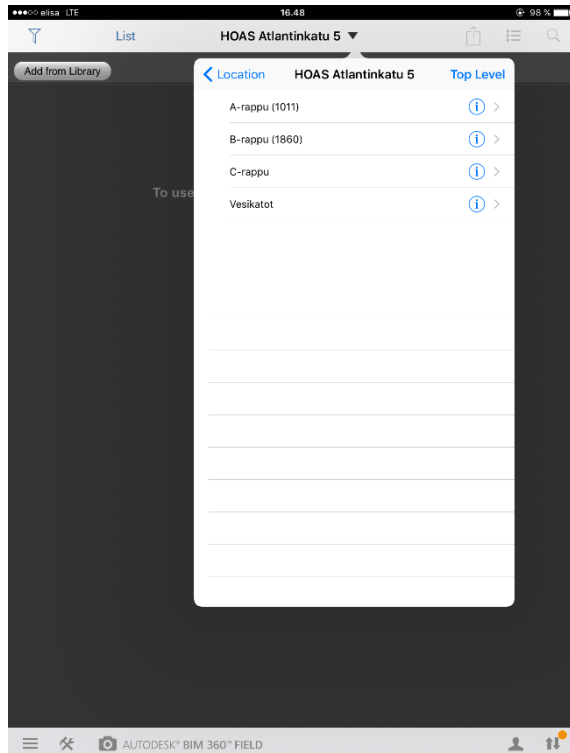 elisa LTE 16.48 98 %
List HOAS Atlantinkatu 5 ▼
Add from Library
Location HOAS Atlantinkatu 5 Top Level
A-rappu (1011)
B-rappu (1860)
C-rappu
To use
Vesikatot
AUTODESK® BIM 360™ FIELD